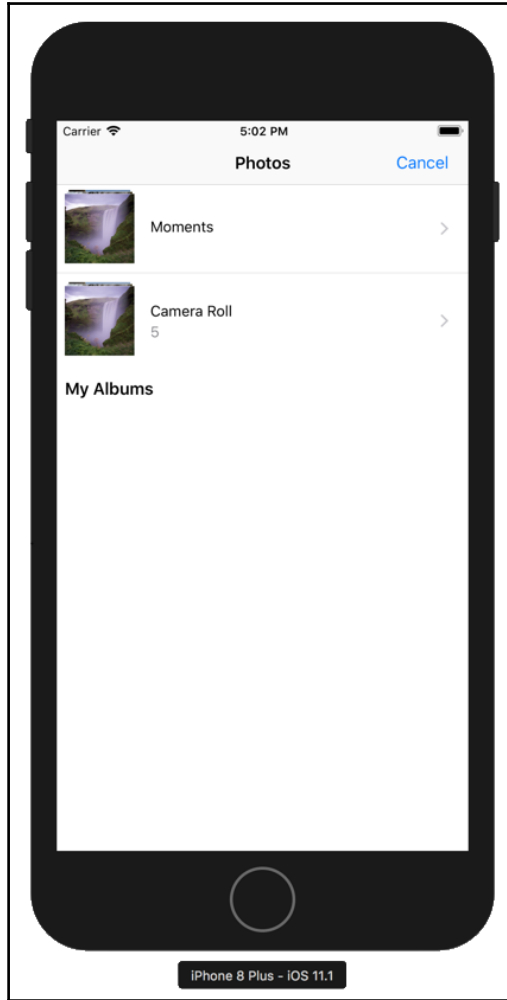 Carrier 5:02 PM
Photos Cancel
Moments
Camera Roll
5
My Albums
iPhone 8 Plus - iOS 11.1